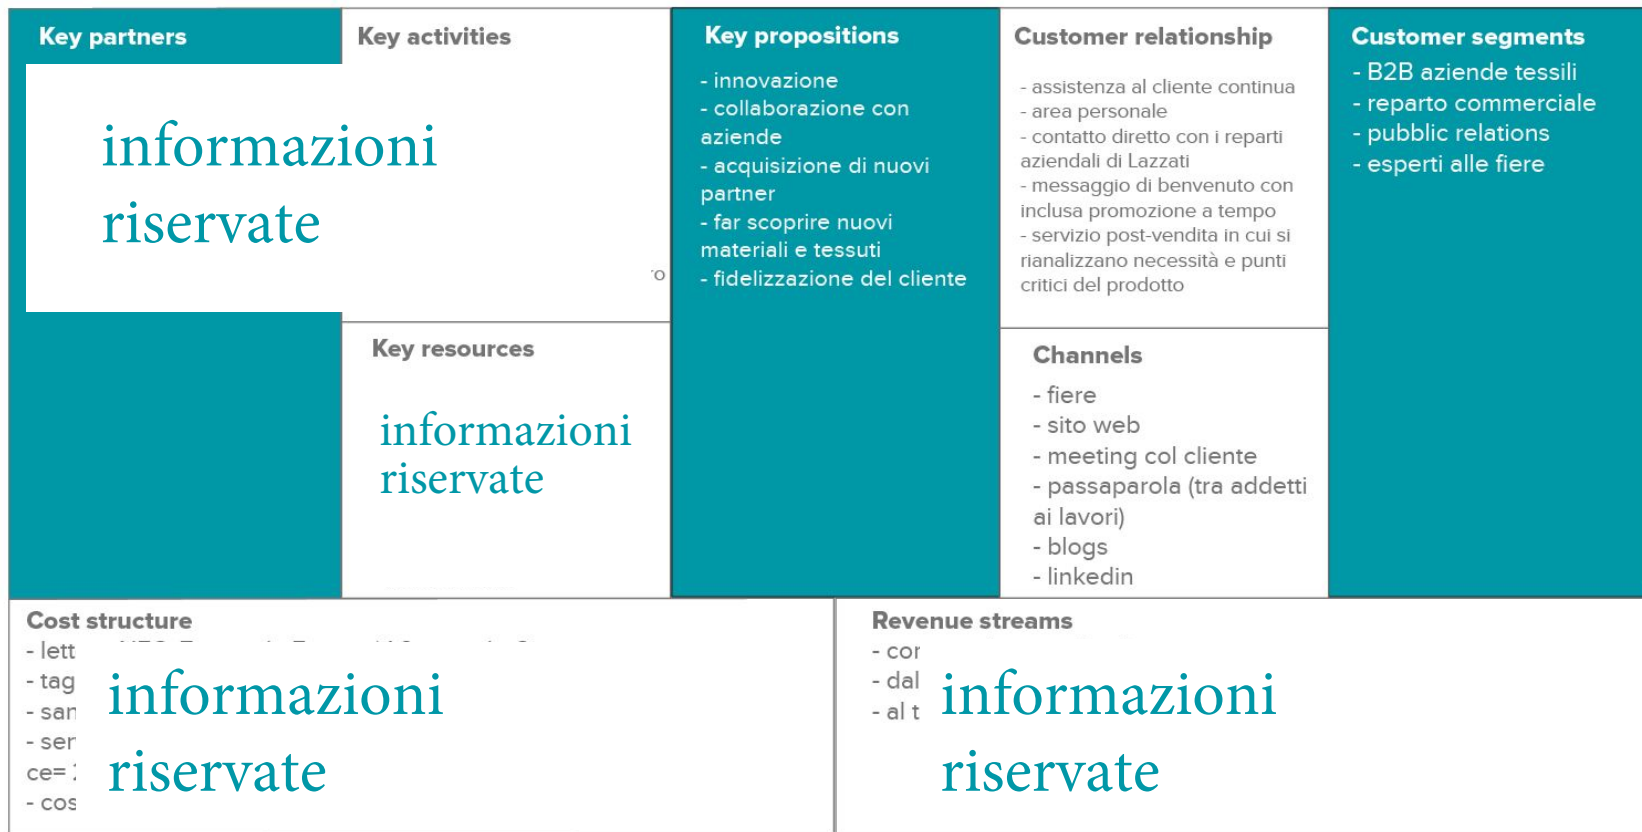 Key partners
informazioni
riservate
Key activities
Key resources
informazioni
riservate
Key propositions
- innovazione
- collaborazione con
aziende
- acquisizione di nuovi
partner
- far scoprire nuovi
materiali e tessuti
- fidelizzazione del cliente
Customer relationship
- assistenza al cliente continua
- area personale
- contatto diretto con i reparti
aziendali di Lazzati
- messaggio di benvenuto con
inclusa promozione a tempo
- servizio post-vendita in cui si
rianalizzano necessità e punti
critici del prodotto
Channels
- fiere
- sito web
- meeting col cliente
- passaparola (tra addetti
ai lavori)
- blogs
- linkedin
Customer segments
- B2B aziende tessili
- reparto commerciale
- pubblic relations
- esperti alle fiere
Cost structure
informazioni
riservate
Revenue streams
- al
informazioni
riservate